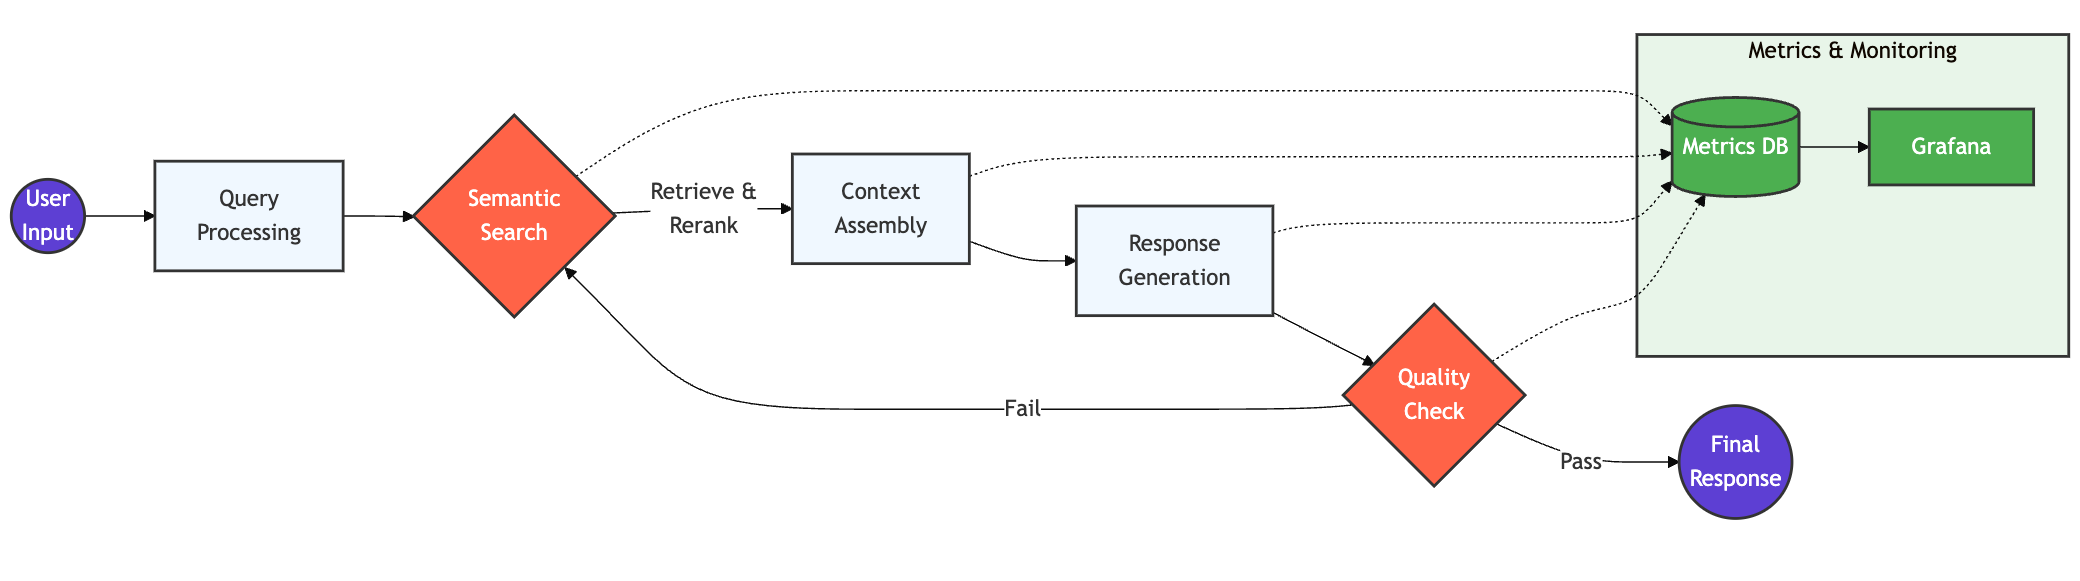 User
Input
Query
Processing
Semantic
Search
Retrieve &
Rerank
Context
Assembly
Response
Generation
Fail
Quality
Check
Pass
Final
Response
Metrics & Monitoring
Metrics DB
Grafana